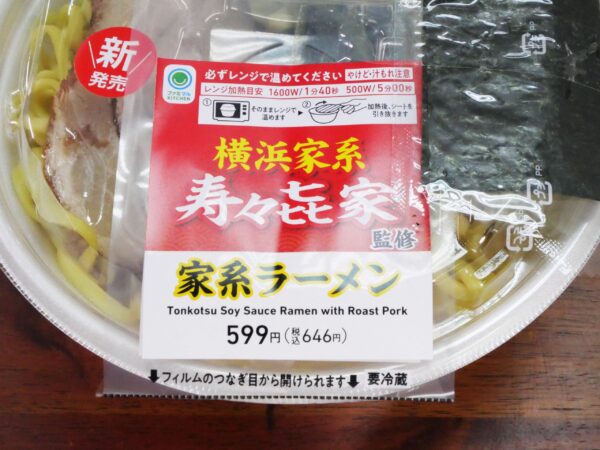 新
発売
ファミマル
KITCHEN
必ずレンジで温めてください
やけど・汁もれ注意
レンジ加熱目安 1600W/1分40秒 500W/5分00秒
① そのままレンジで
温めます
② 加熱後、シートを
引き抜きます
横浜家系
寿々㐂家
監修
家系ラーメン
Tonkotsu Soy Sauce Ramen with Roast Pork
599円(税込646円)
⬇フィルムのつなぎ目から開けられます⬇ 要冷蔵